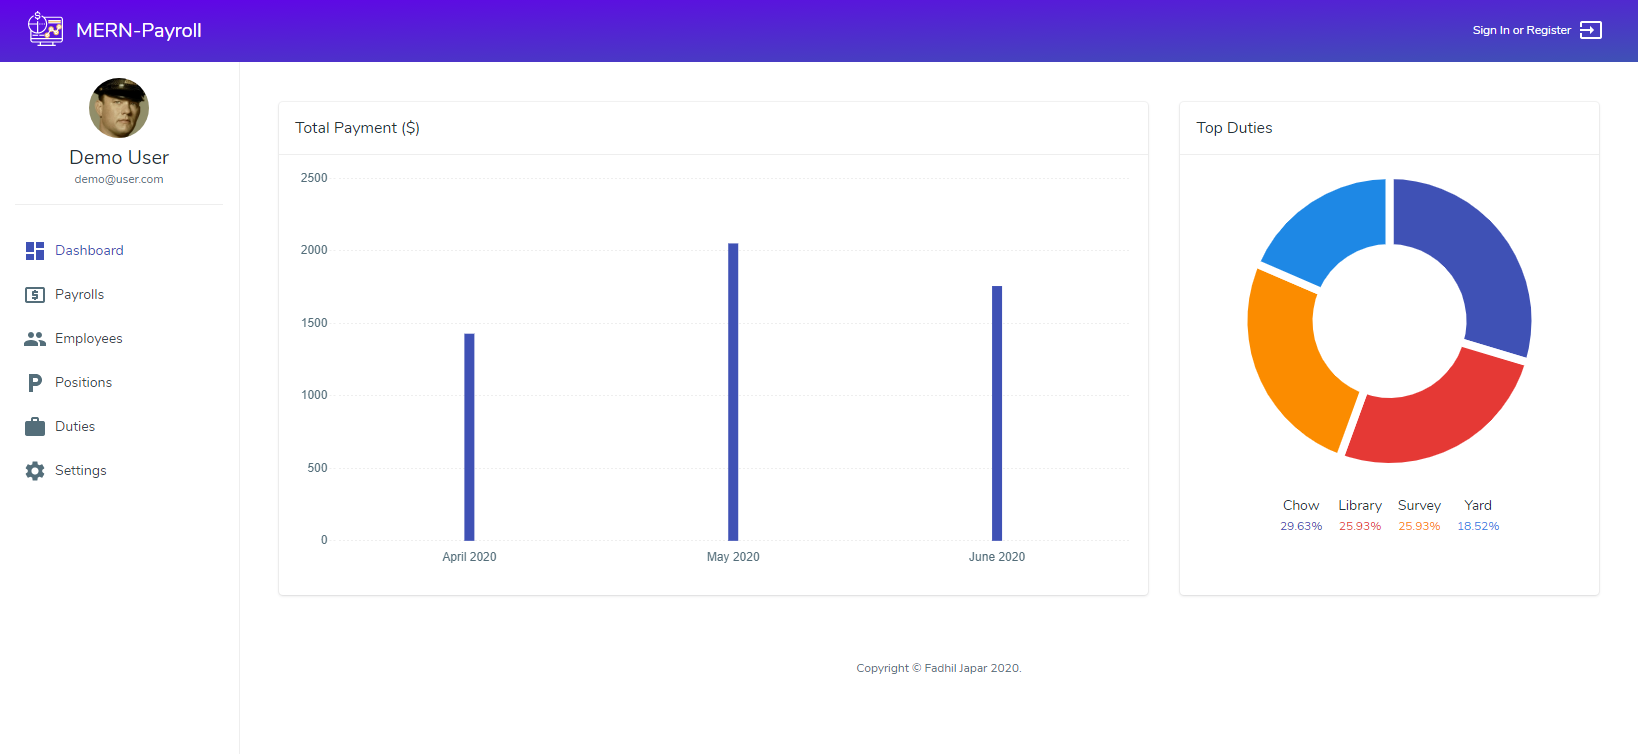 MERN-Payroll
Sign In or Register
Demo User
demo@user.com
Dashboard
Payrolls
Employees
Positions
Duties
Settings
Total Payment ($)
2500
2000
1500
1000
500
0
April 2020 May 2020 June 2020
Top Duties
Chow Library Survey Yard
29.63% 25.93% 25.93% 18.52%
Copyright © Fadhil Japar 2020.